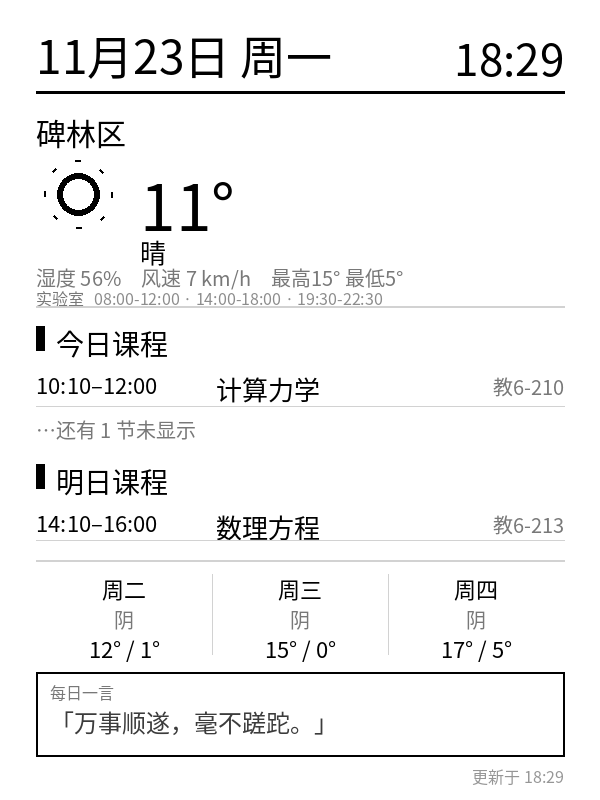 11月23日 周一 18:29
碑林区
11°
晴
湿度 56% 风速 7 km/h 最高15° 最低5°
实验室 08:00-12:00 · 14:00-18:00 · 19:30-22:30
今日课程
10:10–12:00 计算力学 教6-210
…还有 1 节未显示
明日课程
14:10–16:00 数理方程 教6-213
周二 周三 周四
阴 阴 阴
12° / 1° 15° / 0° 17° / 5°
每日一言
「万事顺遂，毫不蹉跎。」
更新于 18:29